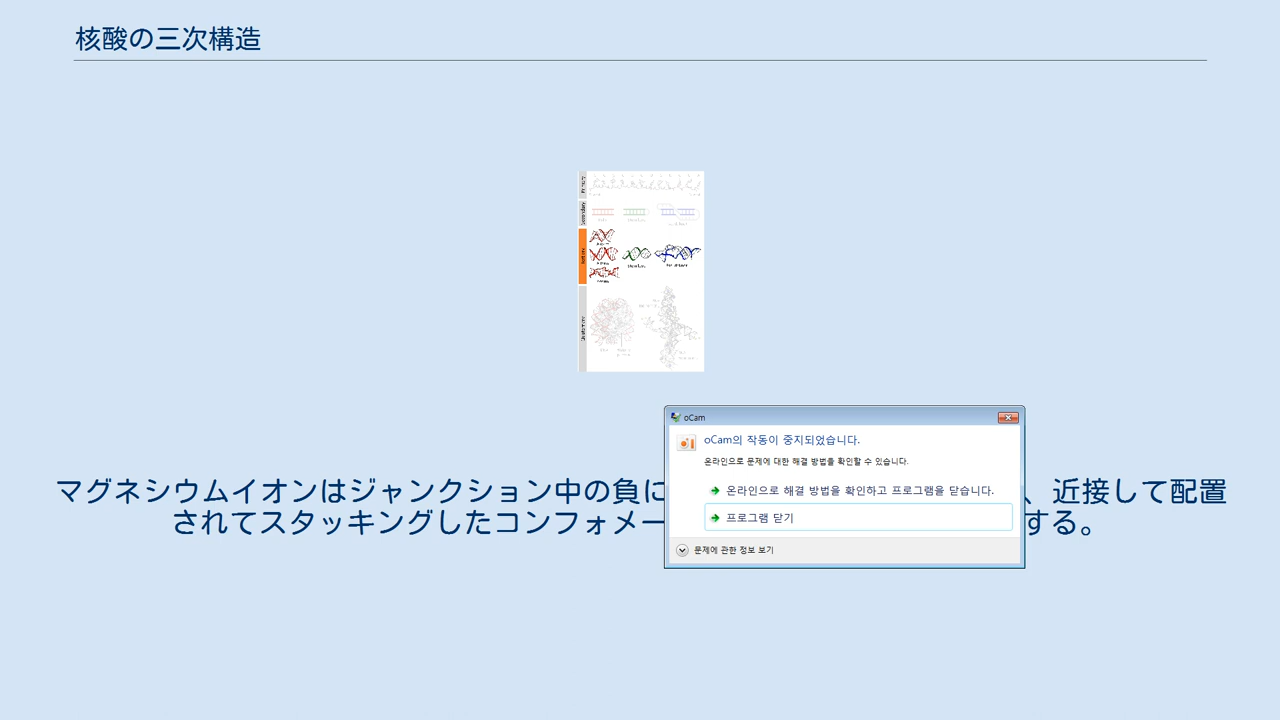 核酸の三次構造
Primary
Secondary
Tertiary
Quaternary
oCam
oCam의 작동이 중지되었습니다.
온라인으로 문제에 대한 해결 방법을 확인할 수 있습니다.
マグネシウムイオンはジャンクション中の負に
온라인으로 해결 방법을 확인하고 프로그램을 닫습니다.
、近接して配置
されてスタッキングしたコンフォメー
프로그램 닫기
する。
문제에 관한 정보 보기